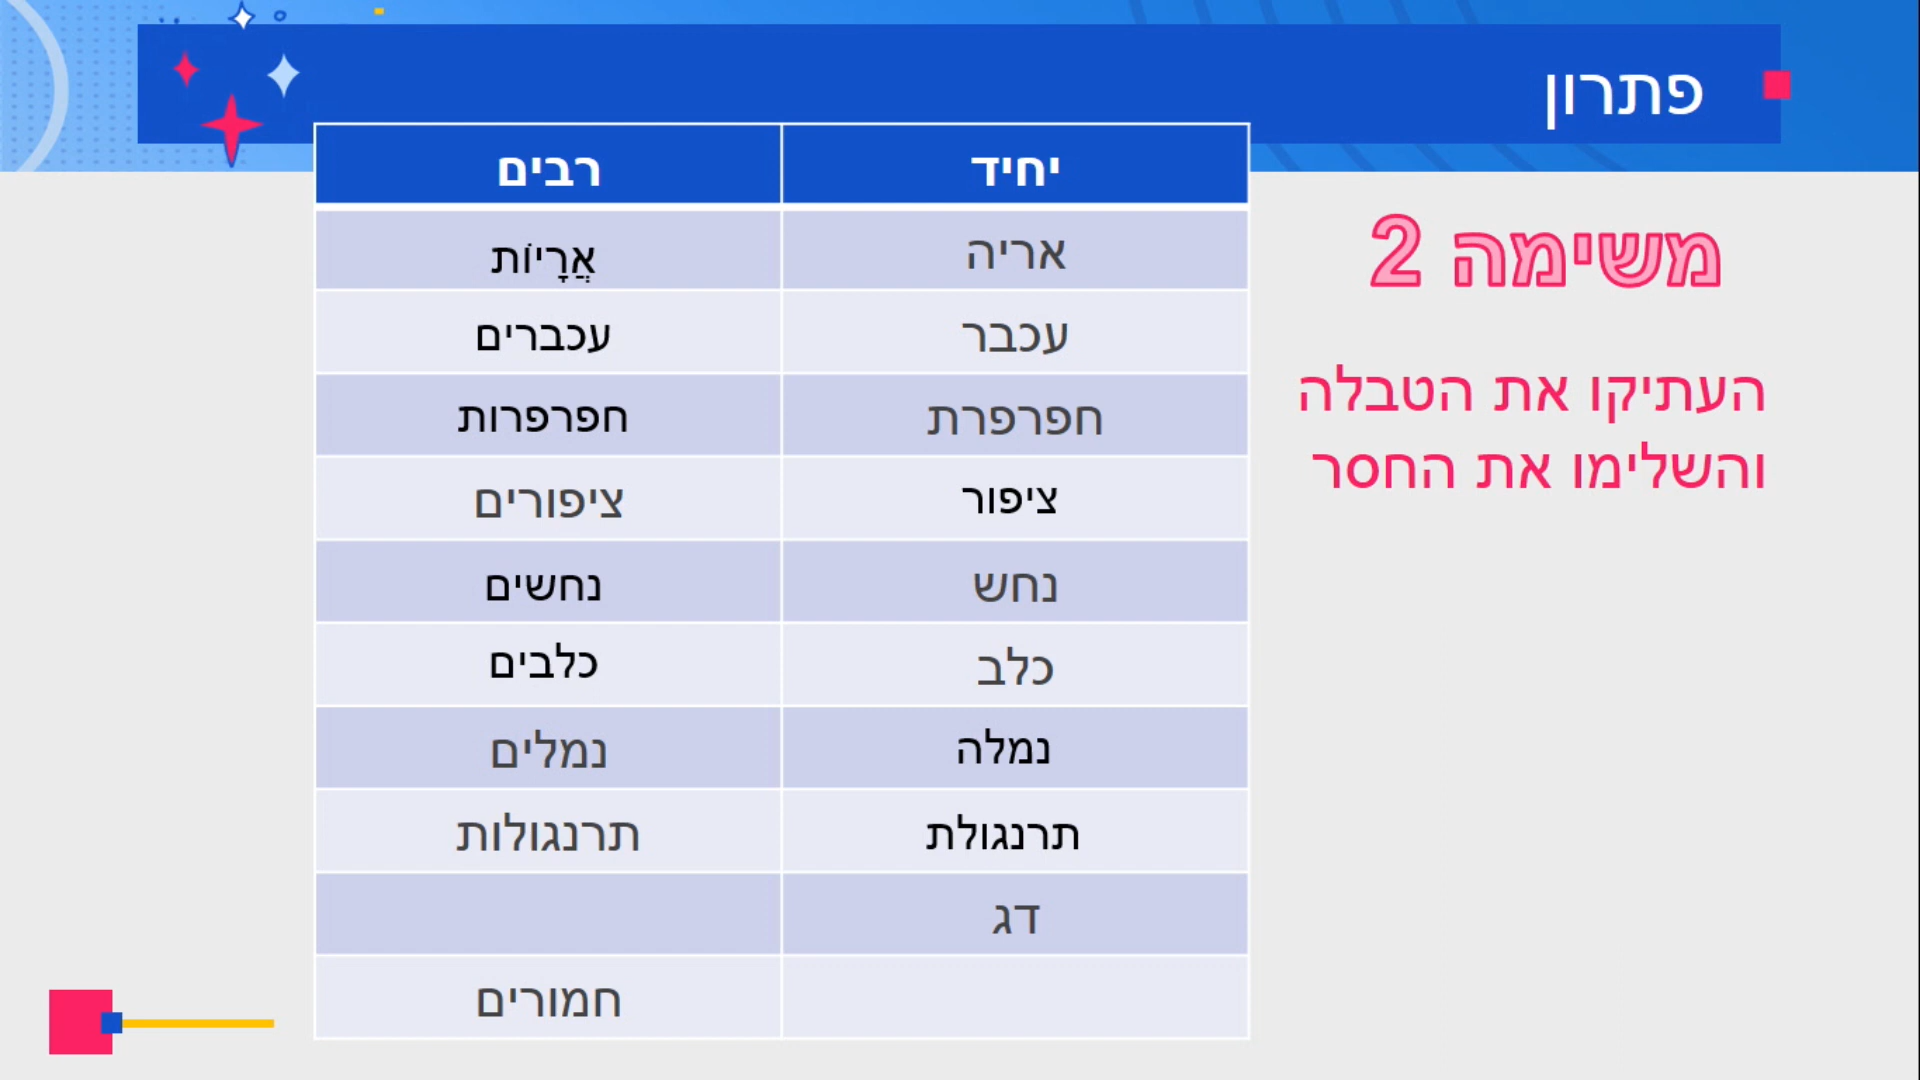 פתרון
משימה 2
העתיקו את הטבלה
והשלימו את החסר
יחיד רבים
אריה אֲרָיוֹת
עכבר עכברים
חפרפרת חפרפרות
ציפור ציפורים
נחש נחשים
כלב כלבים
נמלה נמלים
תרנגולת תרנגולות
דג
חמורים